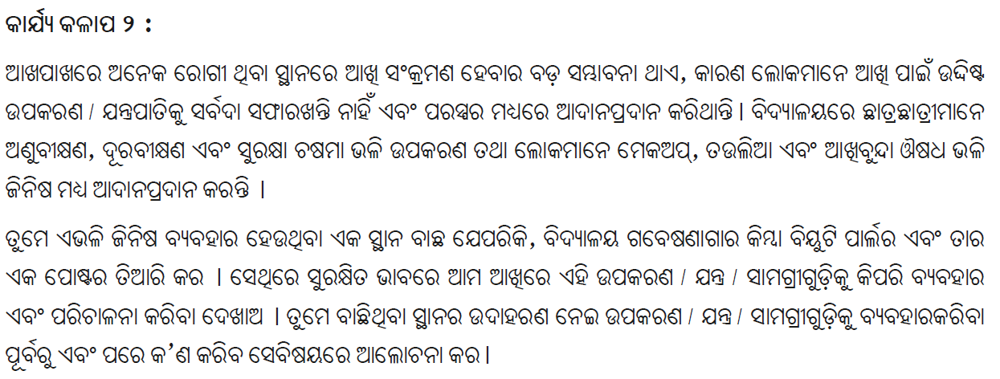 କାର୍ଯ୍ୟ କଳାପ ୨ :
ଆଖପାଖରେ ଅନେକ ରୋଗୀ ଥିବା ସ୍ଥାନରେ ଆଖି ସଂକ୍ରମଣ ହେବାର ବଡ଼ ସମ୍ଭାବନା ଥାଏ, କାରଣ ଲୋକମାନେ ଆଖି ପାଇଁ ଉଦ୍ଦିଷ୍ଟ
ଉପକରଣ / ଯନ୍ତ୍ରପାତିକୁ ସର୍ବଦା ସଫାରଖନ୍ତି ନାହିଁ ଏବଂ ପରସ୍ପର ମଧ୍ୟରେ ଆଦାନପ୍ରଦାନ କରିଥାନ୍ତି । ବିଦ୍ୟାଳୟରେ ଛାତ୍ରଛାତ୍ରୀମାନେ
ଅଣୁବୀକ୍ଷଣ, ଦୂରବୀକ୍ଷଣ ଏବଂ ସୁରକ୍ଷା ଚଷମା ଭଳି ଉପକରଣ ତଥା ଲୋକମାନେ ମେକଅପ୍, ତଉଲିଆ ଏବଂ ଆଖିବୁନ୍ଦା ଔଷଧ ଭଳି
ଜିନିଷ ମଧ୍ୟ ଆଦାନପ୍ରଦାନ କରନ୍ତି ।
ତୁମେ ଏଭଳି ଜିନିଷ ବ୍ୟବହାର ହେଉଥିବା ଏକ ସ୍ଥାନ ବାଛ ଯେପରିକି, ବିଦ୍ୟାଳୟ ଗବେଷଣାଗାର କିମ୍ଭା ବିୟୁଟି ପାର୍ଲର ଏବଂ ତାର
ଏକ ପୋଷ୍ଟର ତିଆରି କର । ସେଥିରେ ସୁରକ୍ଷିତ ଭାବରେ ଆମ ଆଖିରେ ଏହି ଉପକରଣ / ଯନ୍ତ୍ର / ସାମଗ୍ରୀଗୁଡ଼ିକୁ କିପରି ବ୍ୟବହାର
ଏବଂ ପରିଚାଳନା କରିବା ଦେଖାଅ । ତୁମେ ବାଛିଥିବା ସ୍ଥାନର ଉଦାହରଣ ନେଇ ଉପକରଣ / ଯନ୍ତ୍ର / ସାମଗ୍ରୀଗୁଡ଼ିକୁ ବ୍ୟବହାରକରିବା
ପୂର୍ବରୁ ଏବଂ ପରେ କ’ଣ କରିବ ସେବିଷୟରେ ଆଲୋଚନା କର ।